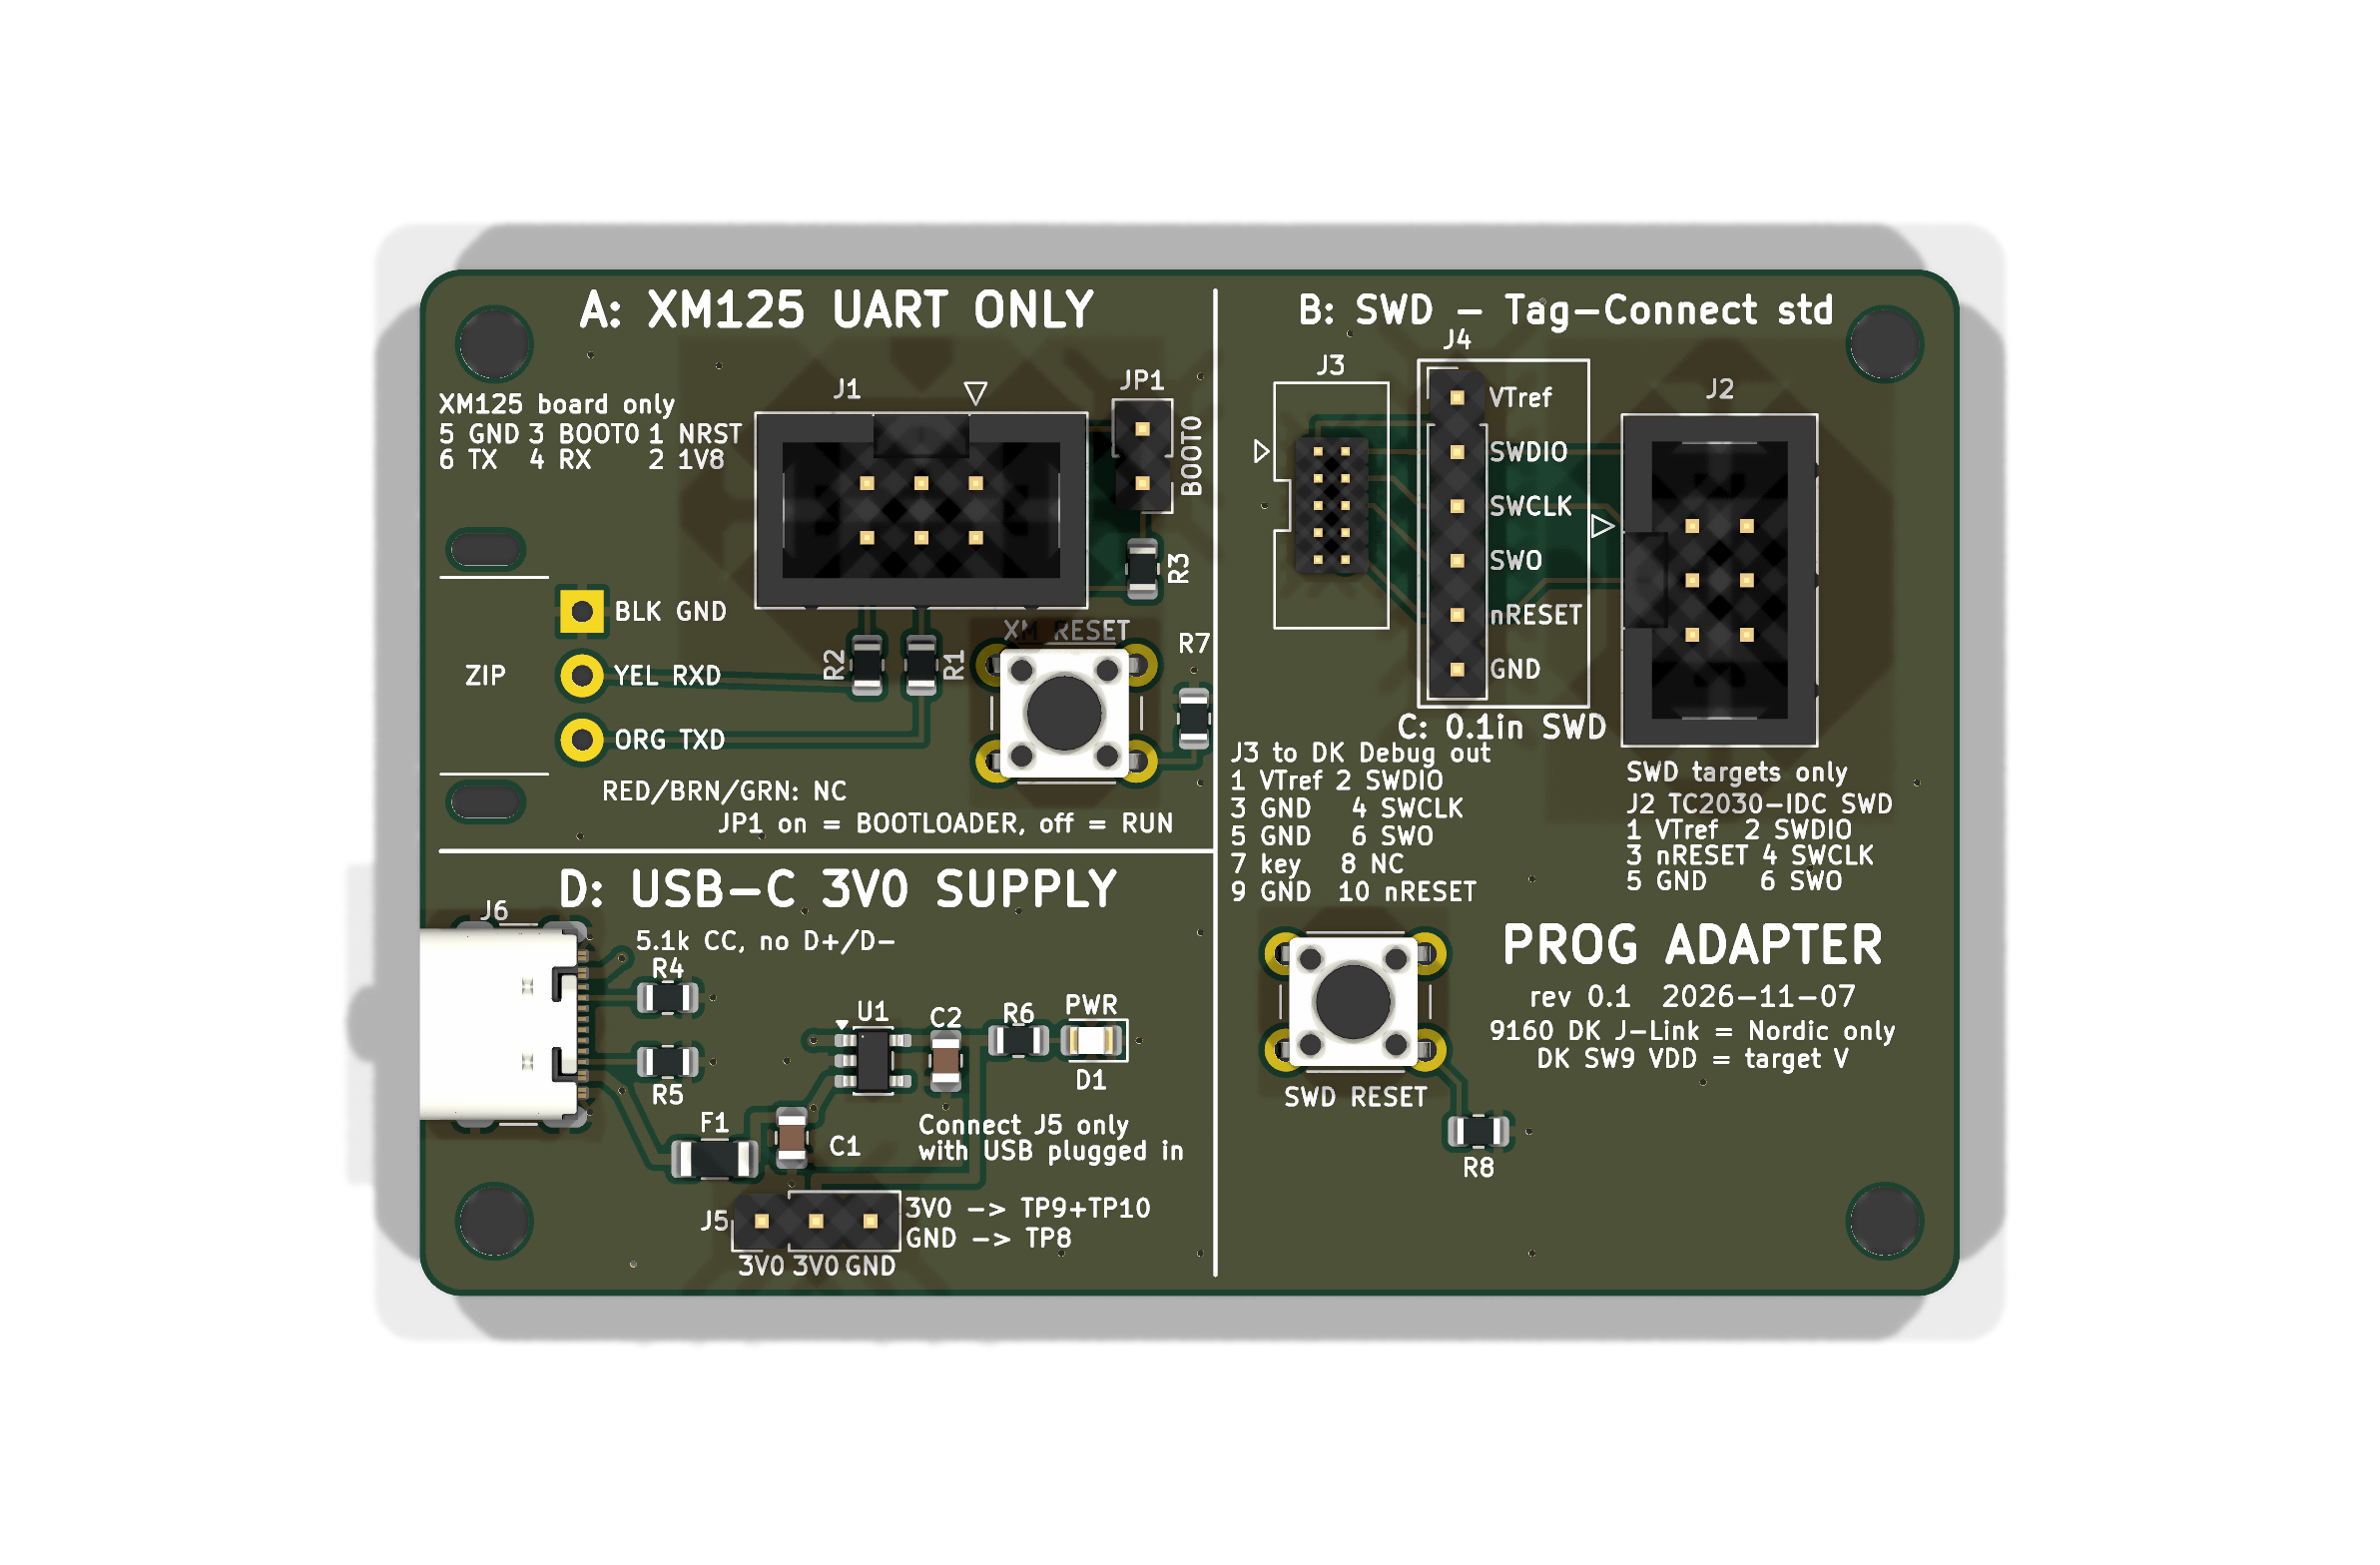 A: XM125 UART ONLY
J1
JP1
BOOT0
XM125 board only
5 GND 3 BOOT0 1 NRST
6 TX 4 RX 2 1V8
R3
BLK GND
ZIP
YEL RXD
ORG TXD
R2
R1
XM RESET
R7
RED/BRN/GRN: NC
JP1 on = BOOTLOADER, off = RUN
B: SWD - Tag-Connect std
J4
J3
J2
VTref
SWDIO
SWCLK
SWO
nRESET
GND
C: 0.1in SWD
J3 to DK Debug out
1 VTref 2 SWDIO
3 GND 4 SWCLK
5 GND 6 SWO
7 key 8 NC
9 GND 10 nRESET
SWD targets only
J2 TC2030-IDC SWD
1 VTref 2 SWDIO
3 nRESET 4 SWCLK
5 GND 6 SWO
D: USB-C 3V0 SUPPLY
J6
5.1k CC, no D+/D-
R4
R5
U1
C2
R6
PWR
D1
F1
C1
Connect J5 only
with USB plugged in
J5
3V0 -> TP9+TP10
GND -> TP8
3V0 3V0 GND
PROG ADAPTER
rev 0.1 2026-11-07
9160 DK J-Link = Nordic only
DK SW9 VDD = target V
SWD RESET
R8